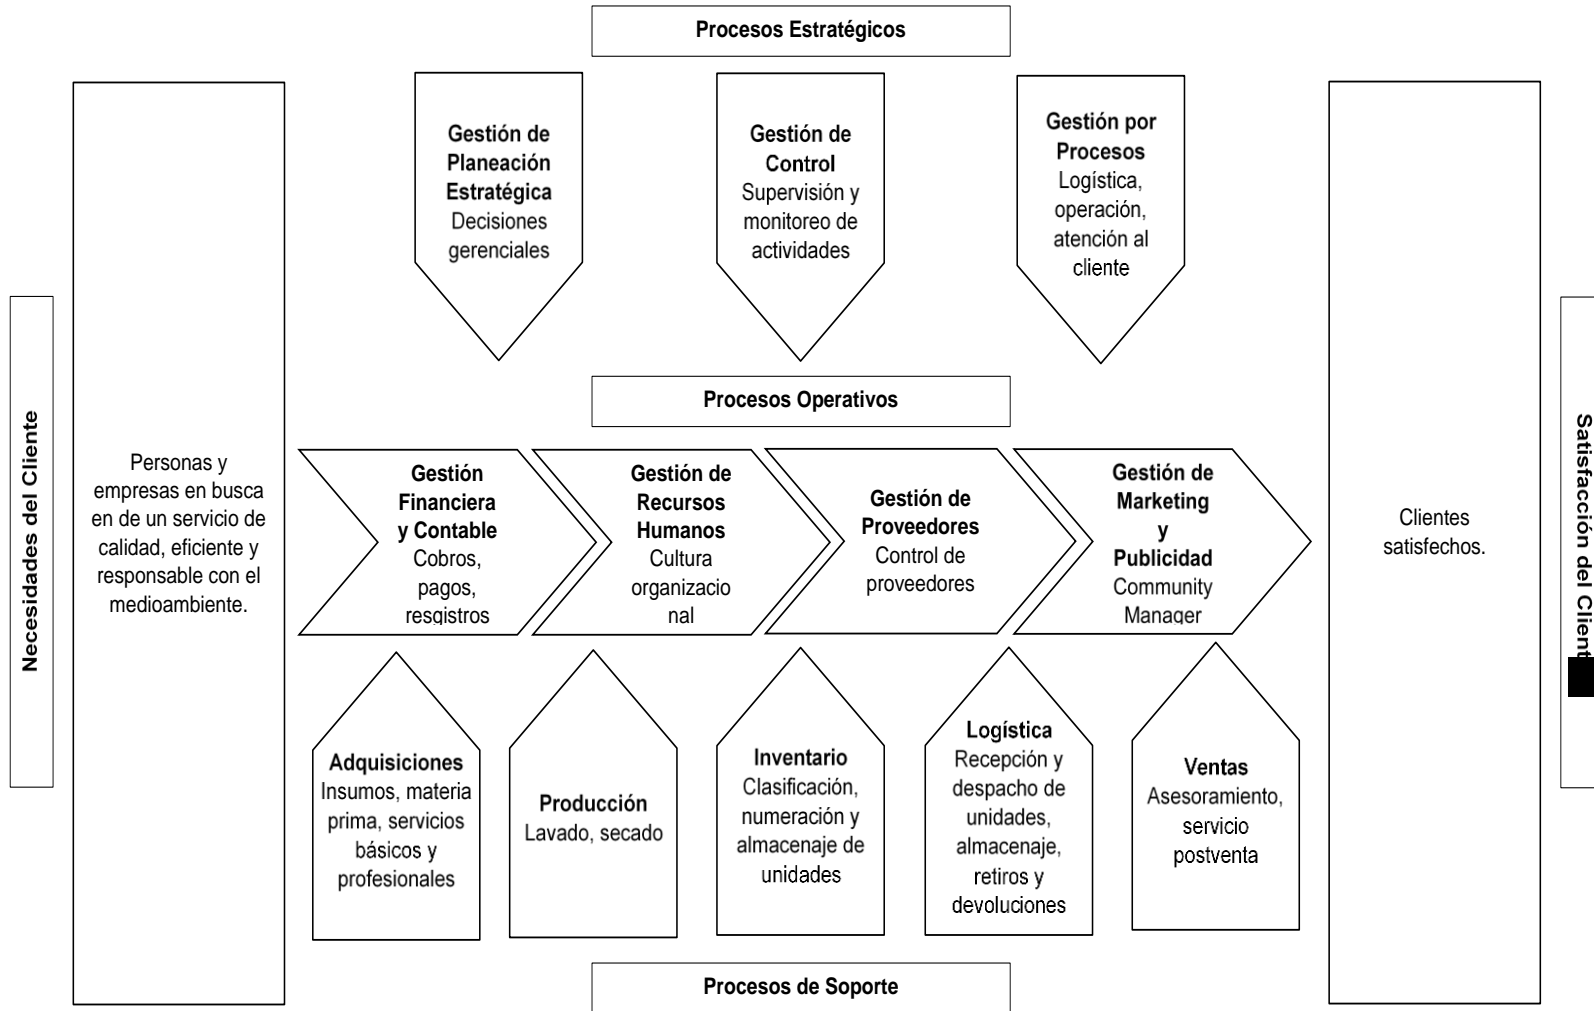 Procesos Estratégicos
Gestión de
Planeación
Estratégica
Decisiones
gerenciales
Gestión de
Control
Supervisión y
monitoreo de
actividades
Gestión por
Procesos
Logística,
operación,
atención al
cliente
Necesidades del Cliente
Personas y
empresas en busca
en de un servicio de
calidad, eficiente y
responsable con el
medioambiente.
Procesos Operativos
Gestión
Financiera
y Contable
Cobros,
pagos,
resgistros
Gestión de
Recursos
Humanos
Cultura
organizacio
nal
Gestión de
Proveedores
Control de
proveedores
Gestión de
Marketing
y
Publicidad
Community
Manager
Clientes
satisfechos.
Satisfacción del Client
Adquisiciones
Insumos, materia
prima, servicios
básicos y
profesionales
Producción
Lavado, secado
Inventario
Clasificación,
numeración y
almacenaje de
unidades
Logística
Recepción y
despacho de
unidades,
almacenaje,
retiros y
devoluciones
Ventas
Asesoramiento,
servicio
postventa
Procesos de Soporte